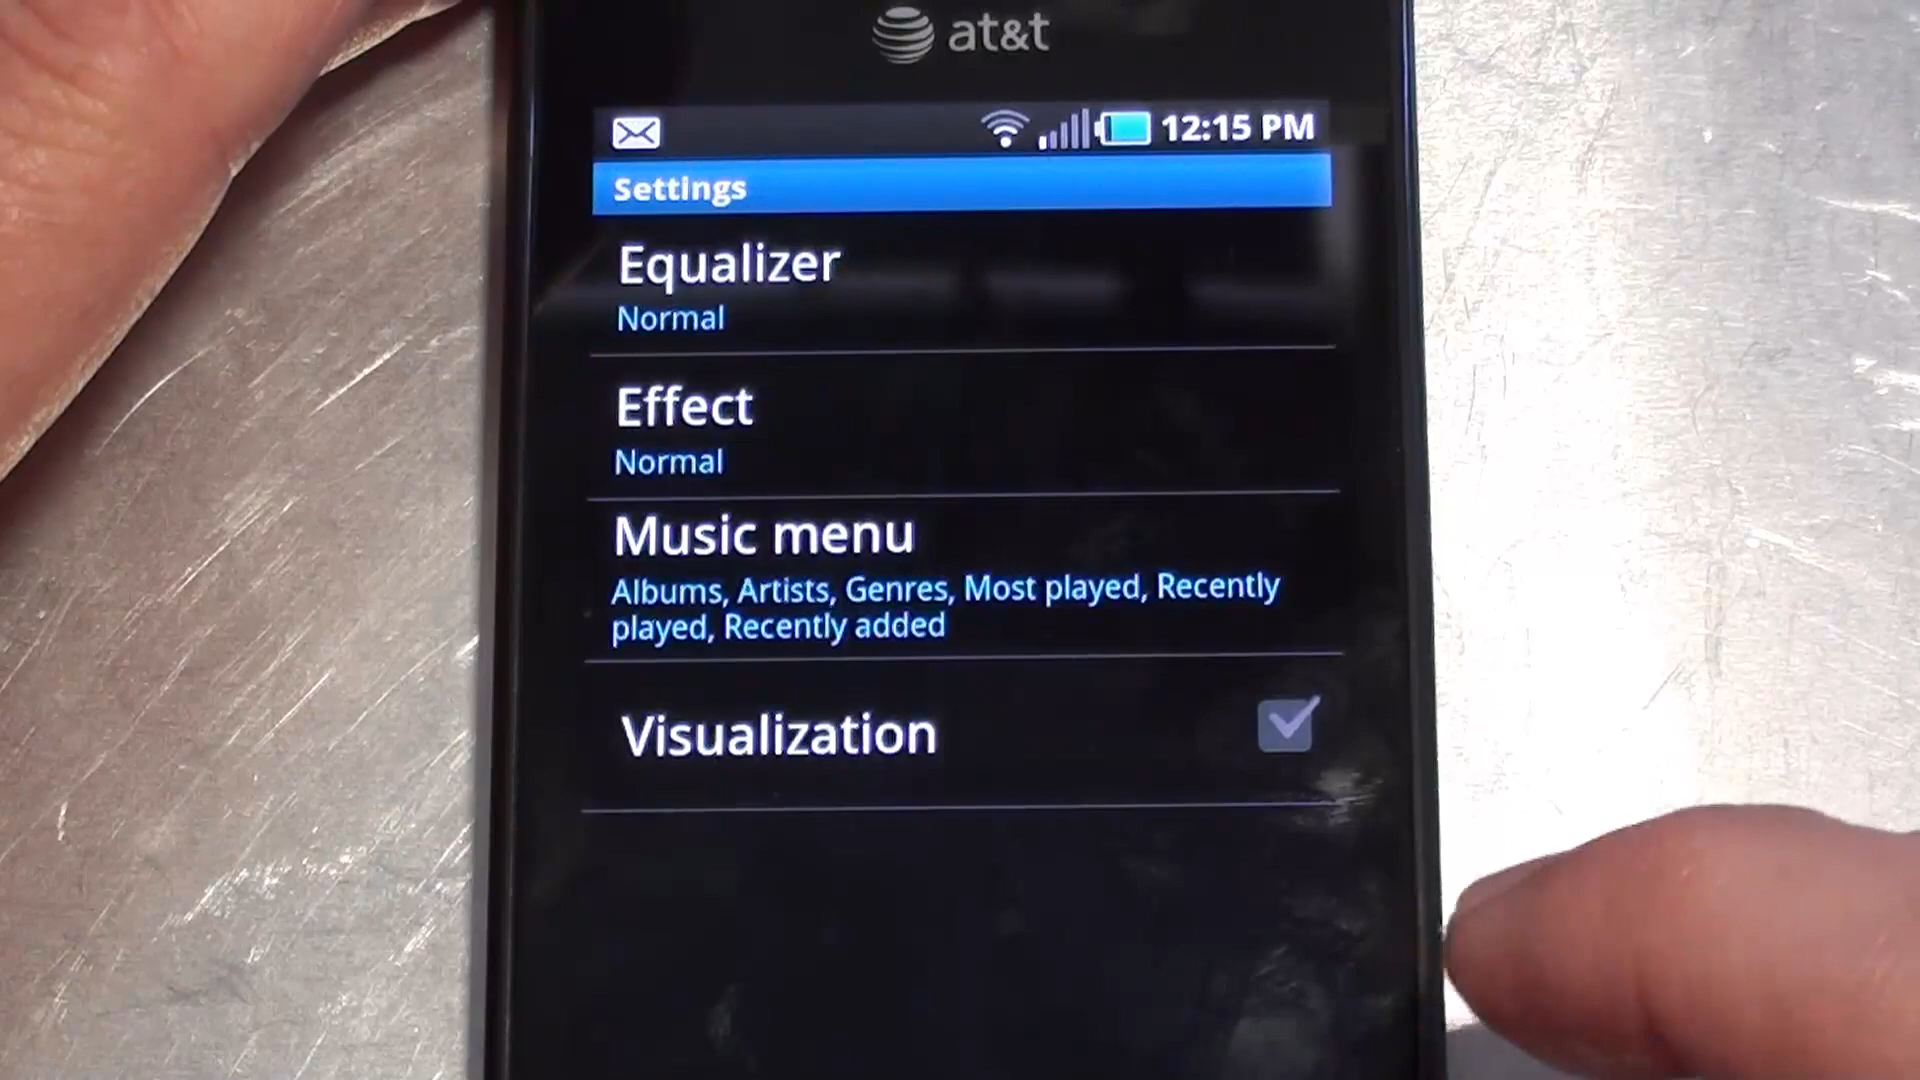 at&t
12:15 PM
Settings
Equalizer
Normal
Effect
Normal
Music menu
Albums, Artists, Genres, Most played, Recently
played, Recently added
Visualization